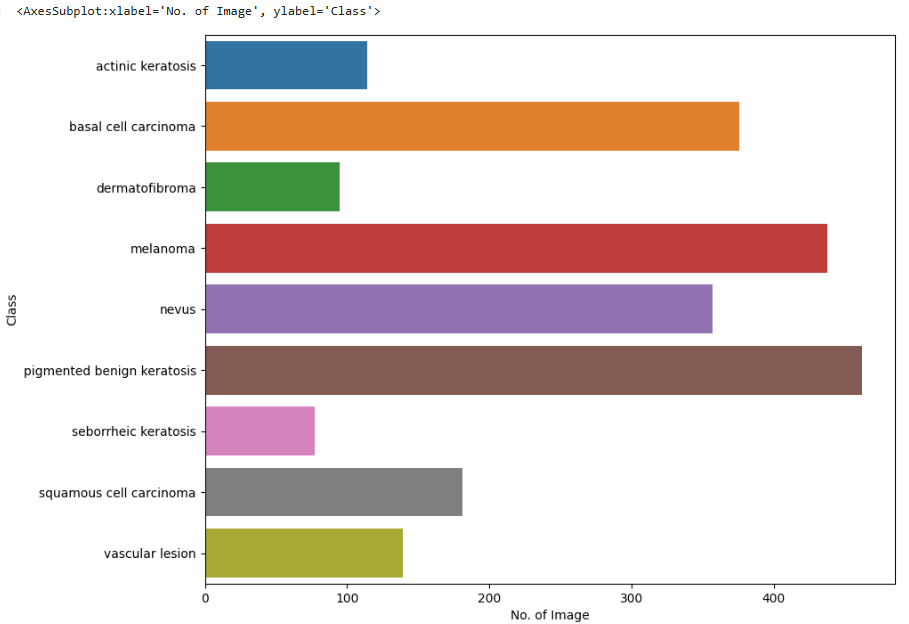 <AxesSubplot:xlabel='No. of Image', ylabel='Class'>
actinic keratosis
basal cell carcinoma
dermatofibroma
melanoma
nevus
pigmented benign keratosis
seborrheic keratosis
squamous cell carcinoma
vascular lesion
Class
0 100 200 300 400
No. of Image